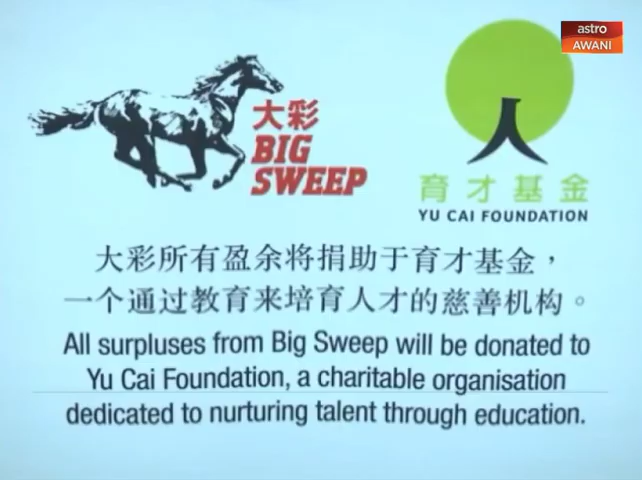 astro
AWANI
大彩
BIG
SWEEP
育才基金
YU CAI FOUNDATION
大彩所有盈余将捐助于育才基金，
一个通过教育来培育人才的慈善机构。
All surpluses from Big Sweep will be donated to
Yu Cai Foundation, a charitable organisation
dedicated to nurturing talent through education.